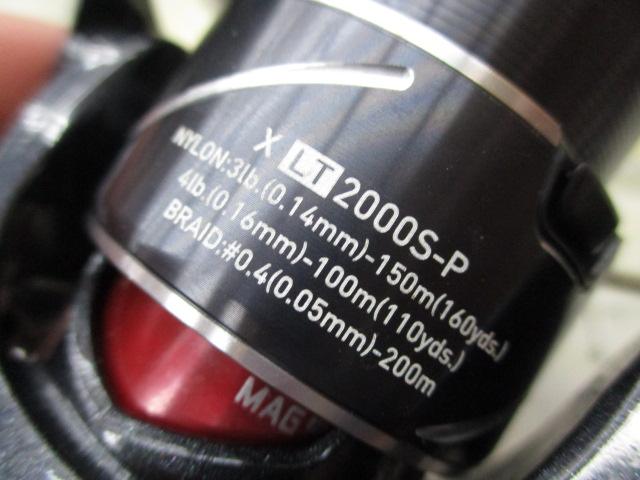 X LT 2000S-P
NYLON:3lb.(0.14mm)-150m(160yds.)
4lb.(0.16mm)-100m(110yds.)
BRAID:#0.4(0.05mm)-200m
MAG